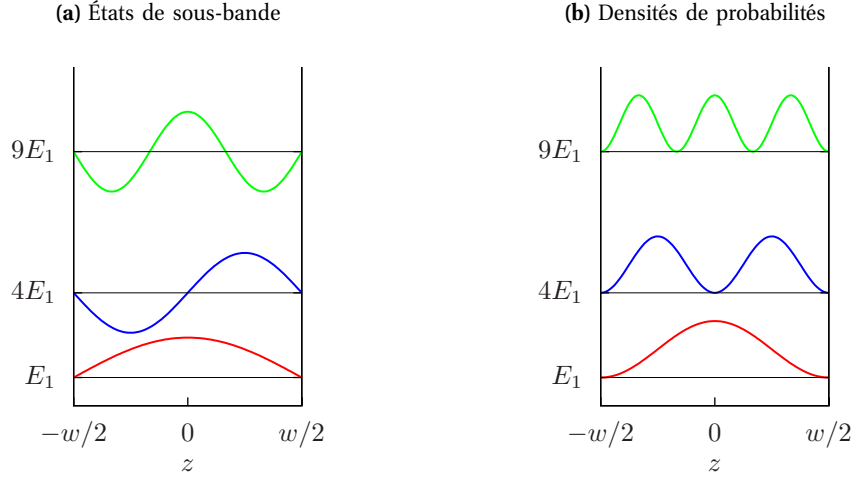 (a) États de sous-bande
9E₁
4E₁
E₁
−w/2 0 w/2
z
(b) Densités de probabilités
9E₁
4E₁
E₁
−w/2 0 w/2
z